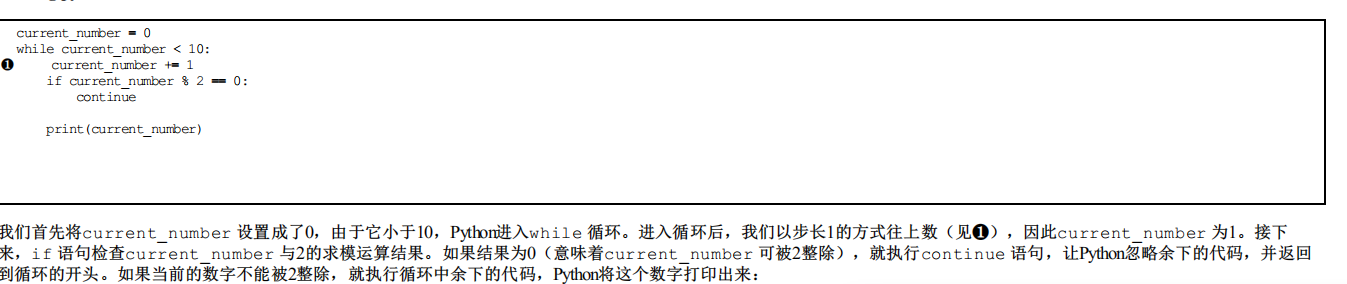 current_number = 0
while current_number < 10:
❶     current_number += 1
    if current_number % 2 == 0:
        continue
    print(current_number)
我们首先将current_number 设置成了0，由于它小于10，Python进入while 循环。进入循环后，我们以步长1的方式往上数（见❶），因此current_number 为1。接下
来，if 语句检查current_number 与2的求模运算结果。如果结果为0（意味着current_number 可被2整除），就执行continue 语句，让Python忽略余下的代码，并返回
到循环的开头。如果当前的数字不能被2整除，就执行循环中余下的代码，Python将这个数字打印出来：